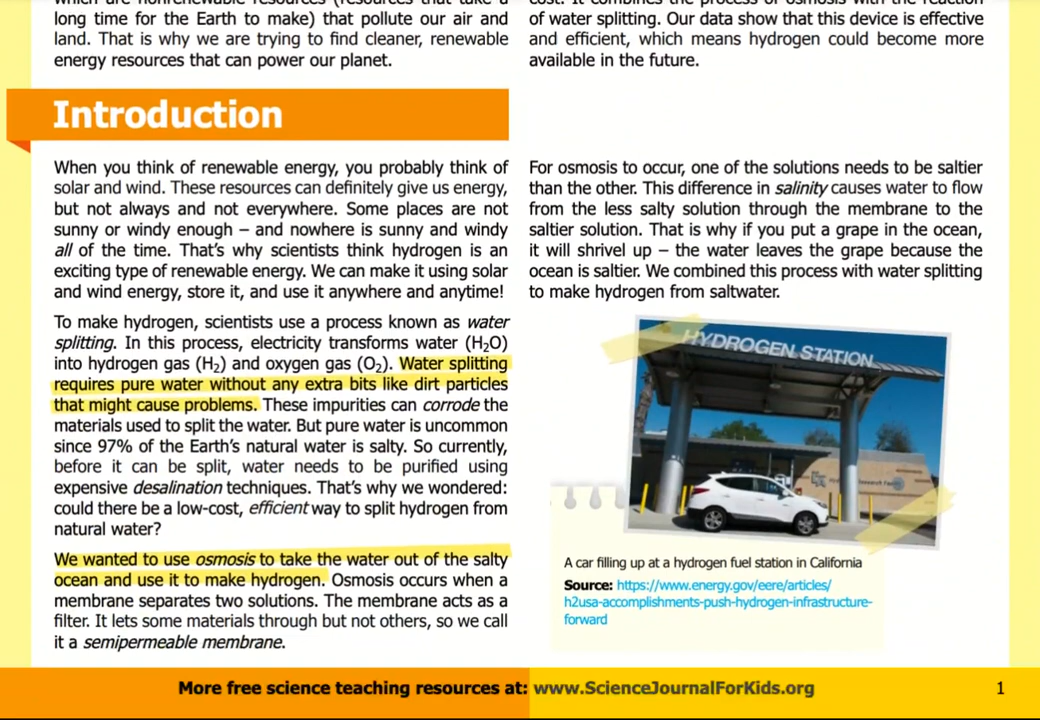 which are nonrenewable resources (resources that take a
long time for the Earth to make) that pollute our air and
land. That is why we are trying to find cleaner, renewable
energy resources that can power our planet.
cost. It combines the process of osmosis with the reaction
of water splitting. Our data show that this device is effective
and efficient, which means hydrogen could become more
available in the future.
Introduction
When you think of renewable energy, you probably think of
solar and wind. These resources can definitely give us energy,
but not always and not everywhere. Some places are not
sunny or windy enough – and nowhere is sunny and windy
all of the time. That's why scientists think hydrogen is an
exciting type of renewable energy. We can make it using solar
and wind energy, store it, and use it anywhere and anytime!
To make hydrogen, scientists use a process known as water
splitting. In this process, electricity transforms water (H₂O)
into hydrogen gas (H₂) and oxygen gas (O₂). Water splitting
requires pure water without any extra bits like dirt particles
that might cause problems. These impurities can corrode the
materials used to split the water. But pure water is uncommon
since 97% of the Earth's natural water is salty. So currently,
before it can be split, water needs to be purified using
expensive desalination techniques. That's why we wondered:
could there be a low-cost, efficient way to split hydrogen from
natural water?
We wanted to use osmosis to take the water out of the salty
ocean and use it to make hydrogen. Osmosis occurs when a
membrane separates two solutions. The membrane acts as a
filter. It lets some materials through but not others, so we call
it a semipermeable membrane.
For osmosis to occur, one of the solutions needs to be saltier
than the other. This difference in salinity causes water to flow
from the less salty solution through the membrane to the
saltier solution. That is why if you put a grape in the ocean,
it will shrivel up – the water leaves the grape because the
ocean is saltier. We combined this process with water splitting
to make hydrogen from saltwater.
HYDROGEN STATION
A car filling up at a hydrogen fuel station in California
Source: https://www.energy.gov/eere/articles/
h2usa-accomplishments-push-hydrogen-infrastructure-
forward
More free science teaching resources at: www.ScienceJournalForKids.org
1